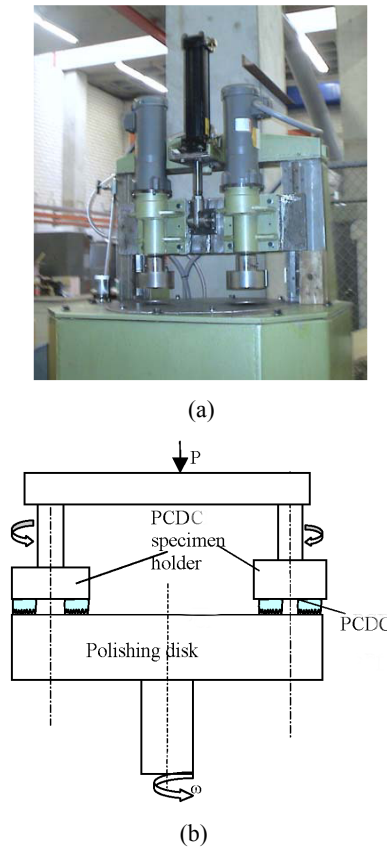 (a)
P
PCDC
specimen
holder
PCDC
Polishing disk
ω
(b)